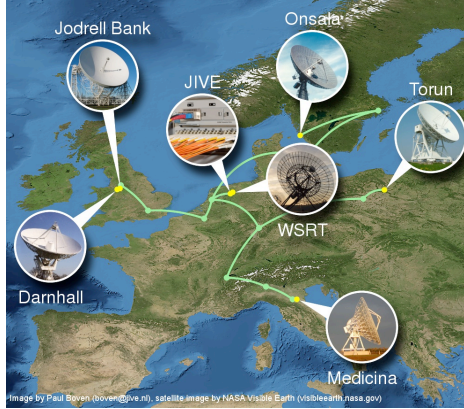 Jodrell Bank
Onsala
JIVE
Torun
WSRT
Darnhall
Medicina
Image by Paul Boven (boven@jive.nl), satellite image by NASA Visible Earth (visibleearth.nasa.gov)